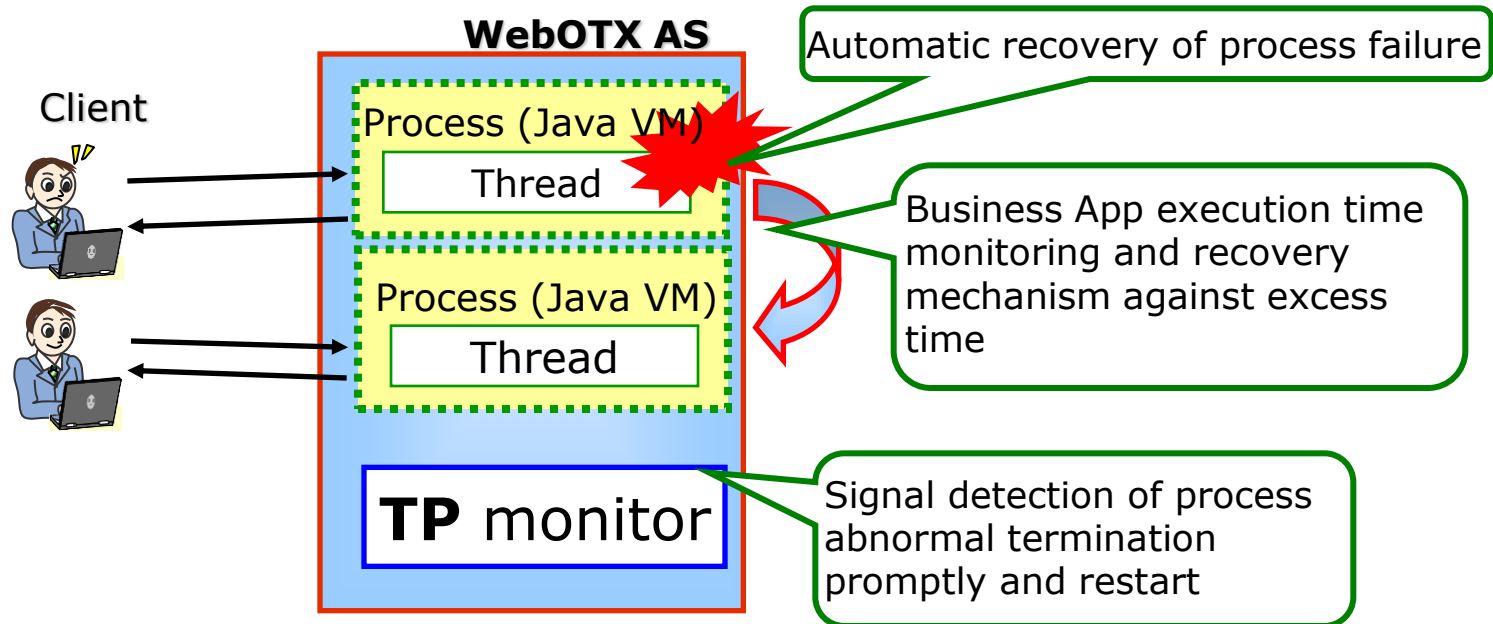 WebOTX AS
Automatic recovery of process failure
Client
Process (Java VM)
Thread
Business App execution time
monitoring and recovery
mechanism against excess
time
Process (Java VM)
Thread
TP monitor
Signal detection of process
abnormal termination
promptly and restart